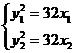 y₁² = 32x₁
y₂² = 32x₂